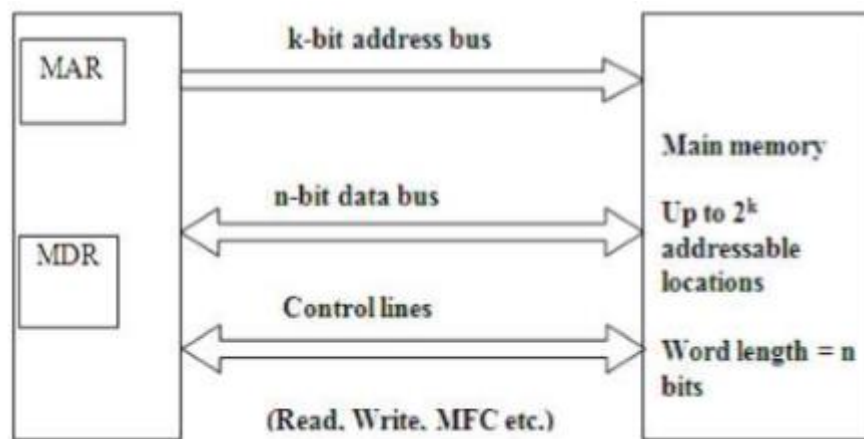 k-bit address bus
MAR
Main memory
n-bit data bus
Up to 2ᵏ
addressable
locations
MDR
Control lines
Word length = n
bits
(Read, Write, MFC etc.)